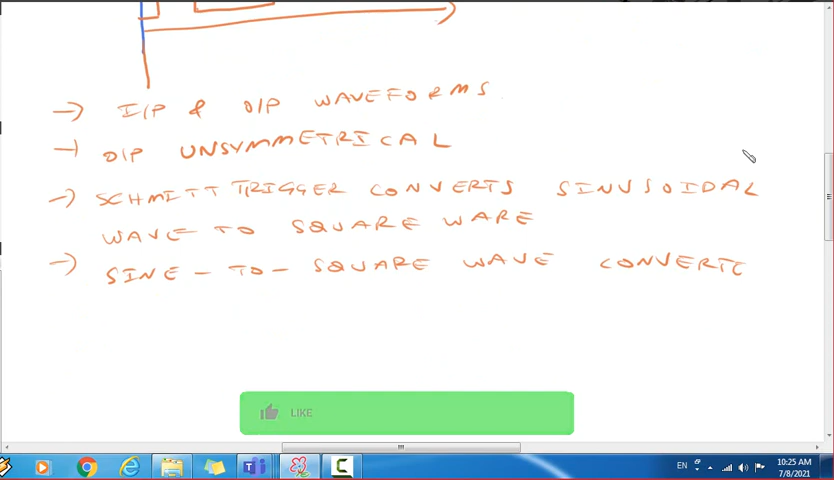 → I/P & O/P WAVEFORMS
→ O/P UNSYMMETRICAL
→ SCHMITT TRIGGER CONVERTS SINUSOIDAL
WAVE TO SQUARE WARE
→ SINE-TO-SQUARE WAVE CONVERTC
LIKE
EN
10:25 AM
7/8/2021